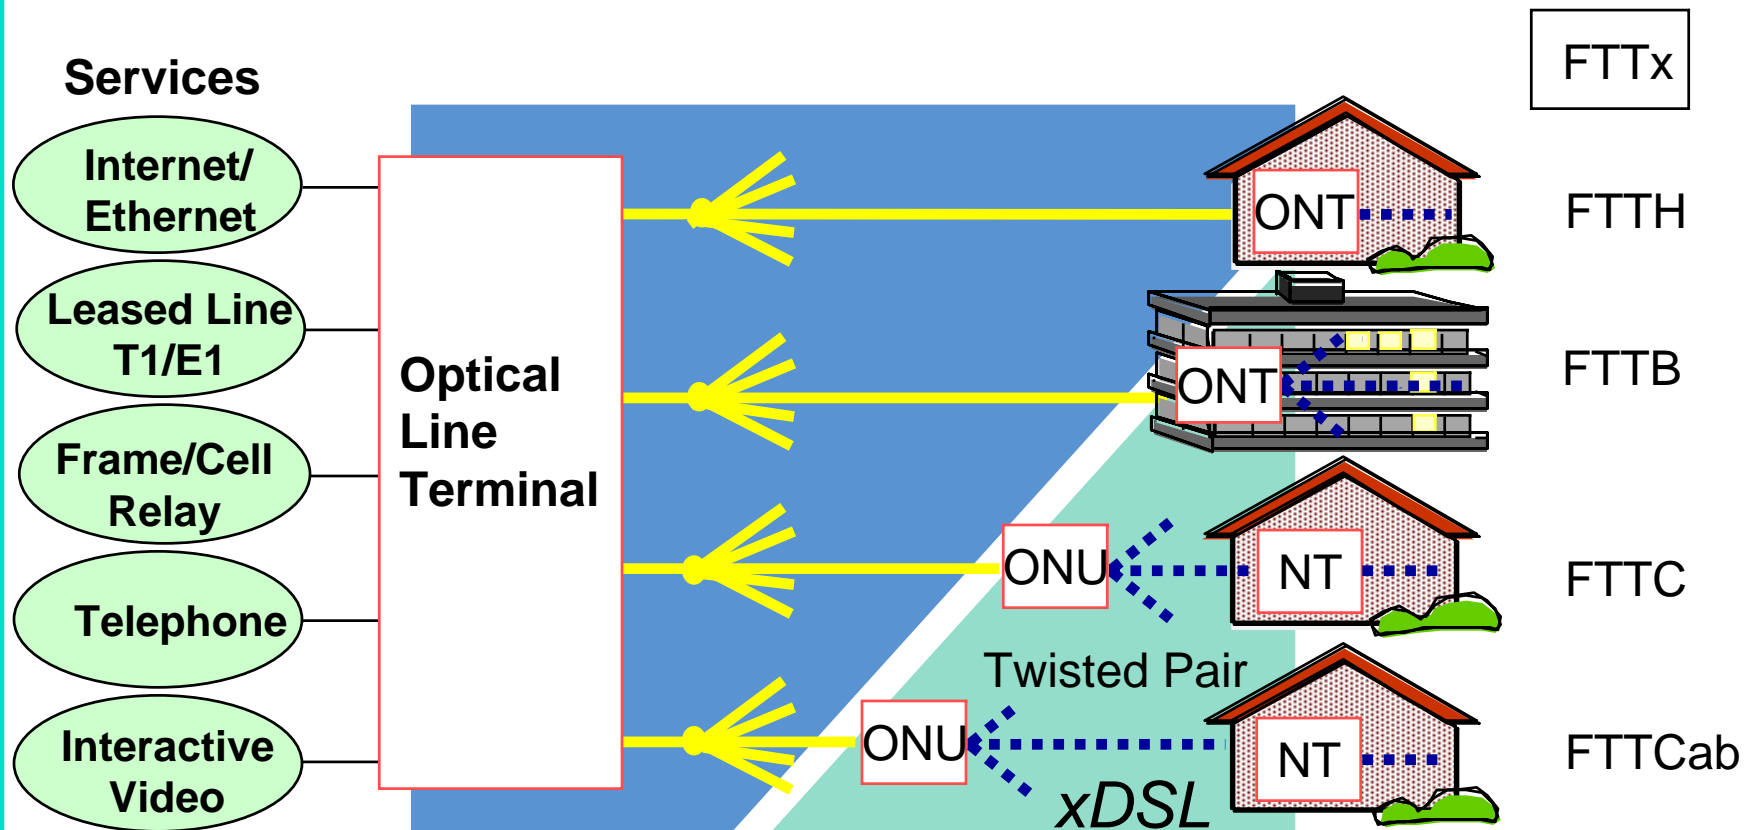 Services
FTTx
Internet/
Ethernet
Leased Line
T1/E1
Frame/Cell
Relay
Telephone
Interactive
Video
Optical
Line
Terminal
ONT
FTTH
ONT
FTTB
ONU
NT
FTTC
Twisted Pair
ONU
NT
FTTCab
xDSL